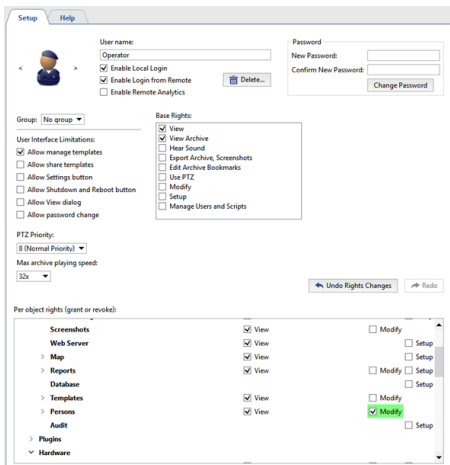 Setup Help
User name:
Operator
Enable Local Login
Enable Login from Remote
Enable Remote Analytics
Delete...
Password
New Password:
Confirm New Password:
Change Password
Group: No group
User Interface Limitations:
Allow manage templates
Allow share templates
Allow Settings button
Allow Shutdown and Reboot button
Allow View dialog
Allow password change
Base Rights:
View
View Archive
Hear Sound
Export Archive, Screenshots
Edit Archive Bookmarks
Use PTZ
Modify
Setup
Manage Users and Scripts
PTZ Priority:
8 (Normal Priority)
Max archive playing speed:
32x
Undo Rights Changes Redo
Per object rights (grant or revoke):
Screenshots View Modify
Web Server View Setup
Map View Setup
Reports View Modify Setup
Database Setup
Templates View Modify
Persons View Modify
Audit Setup
Plugins
Hardware